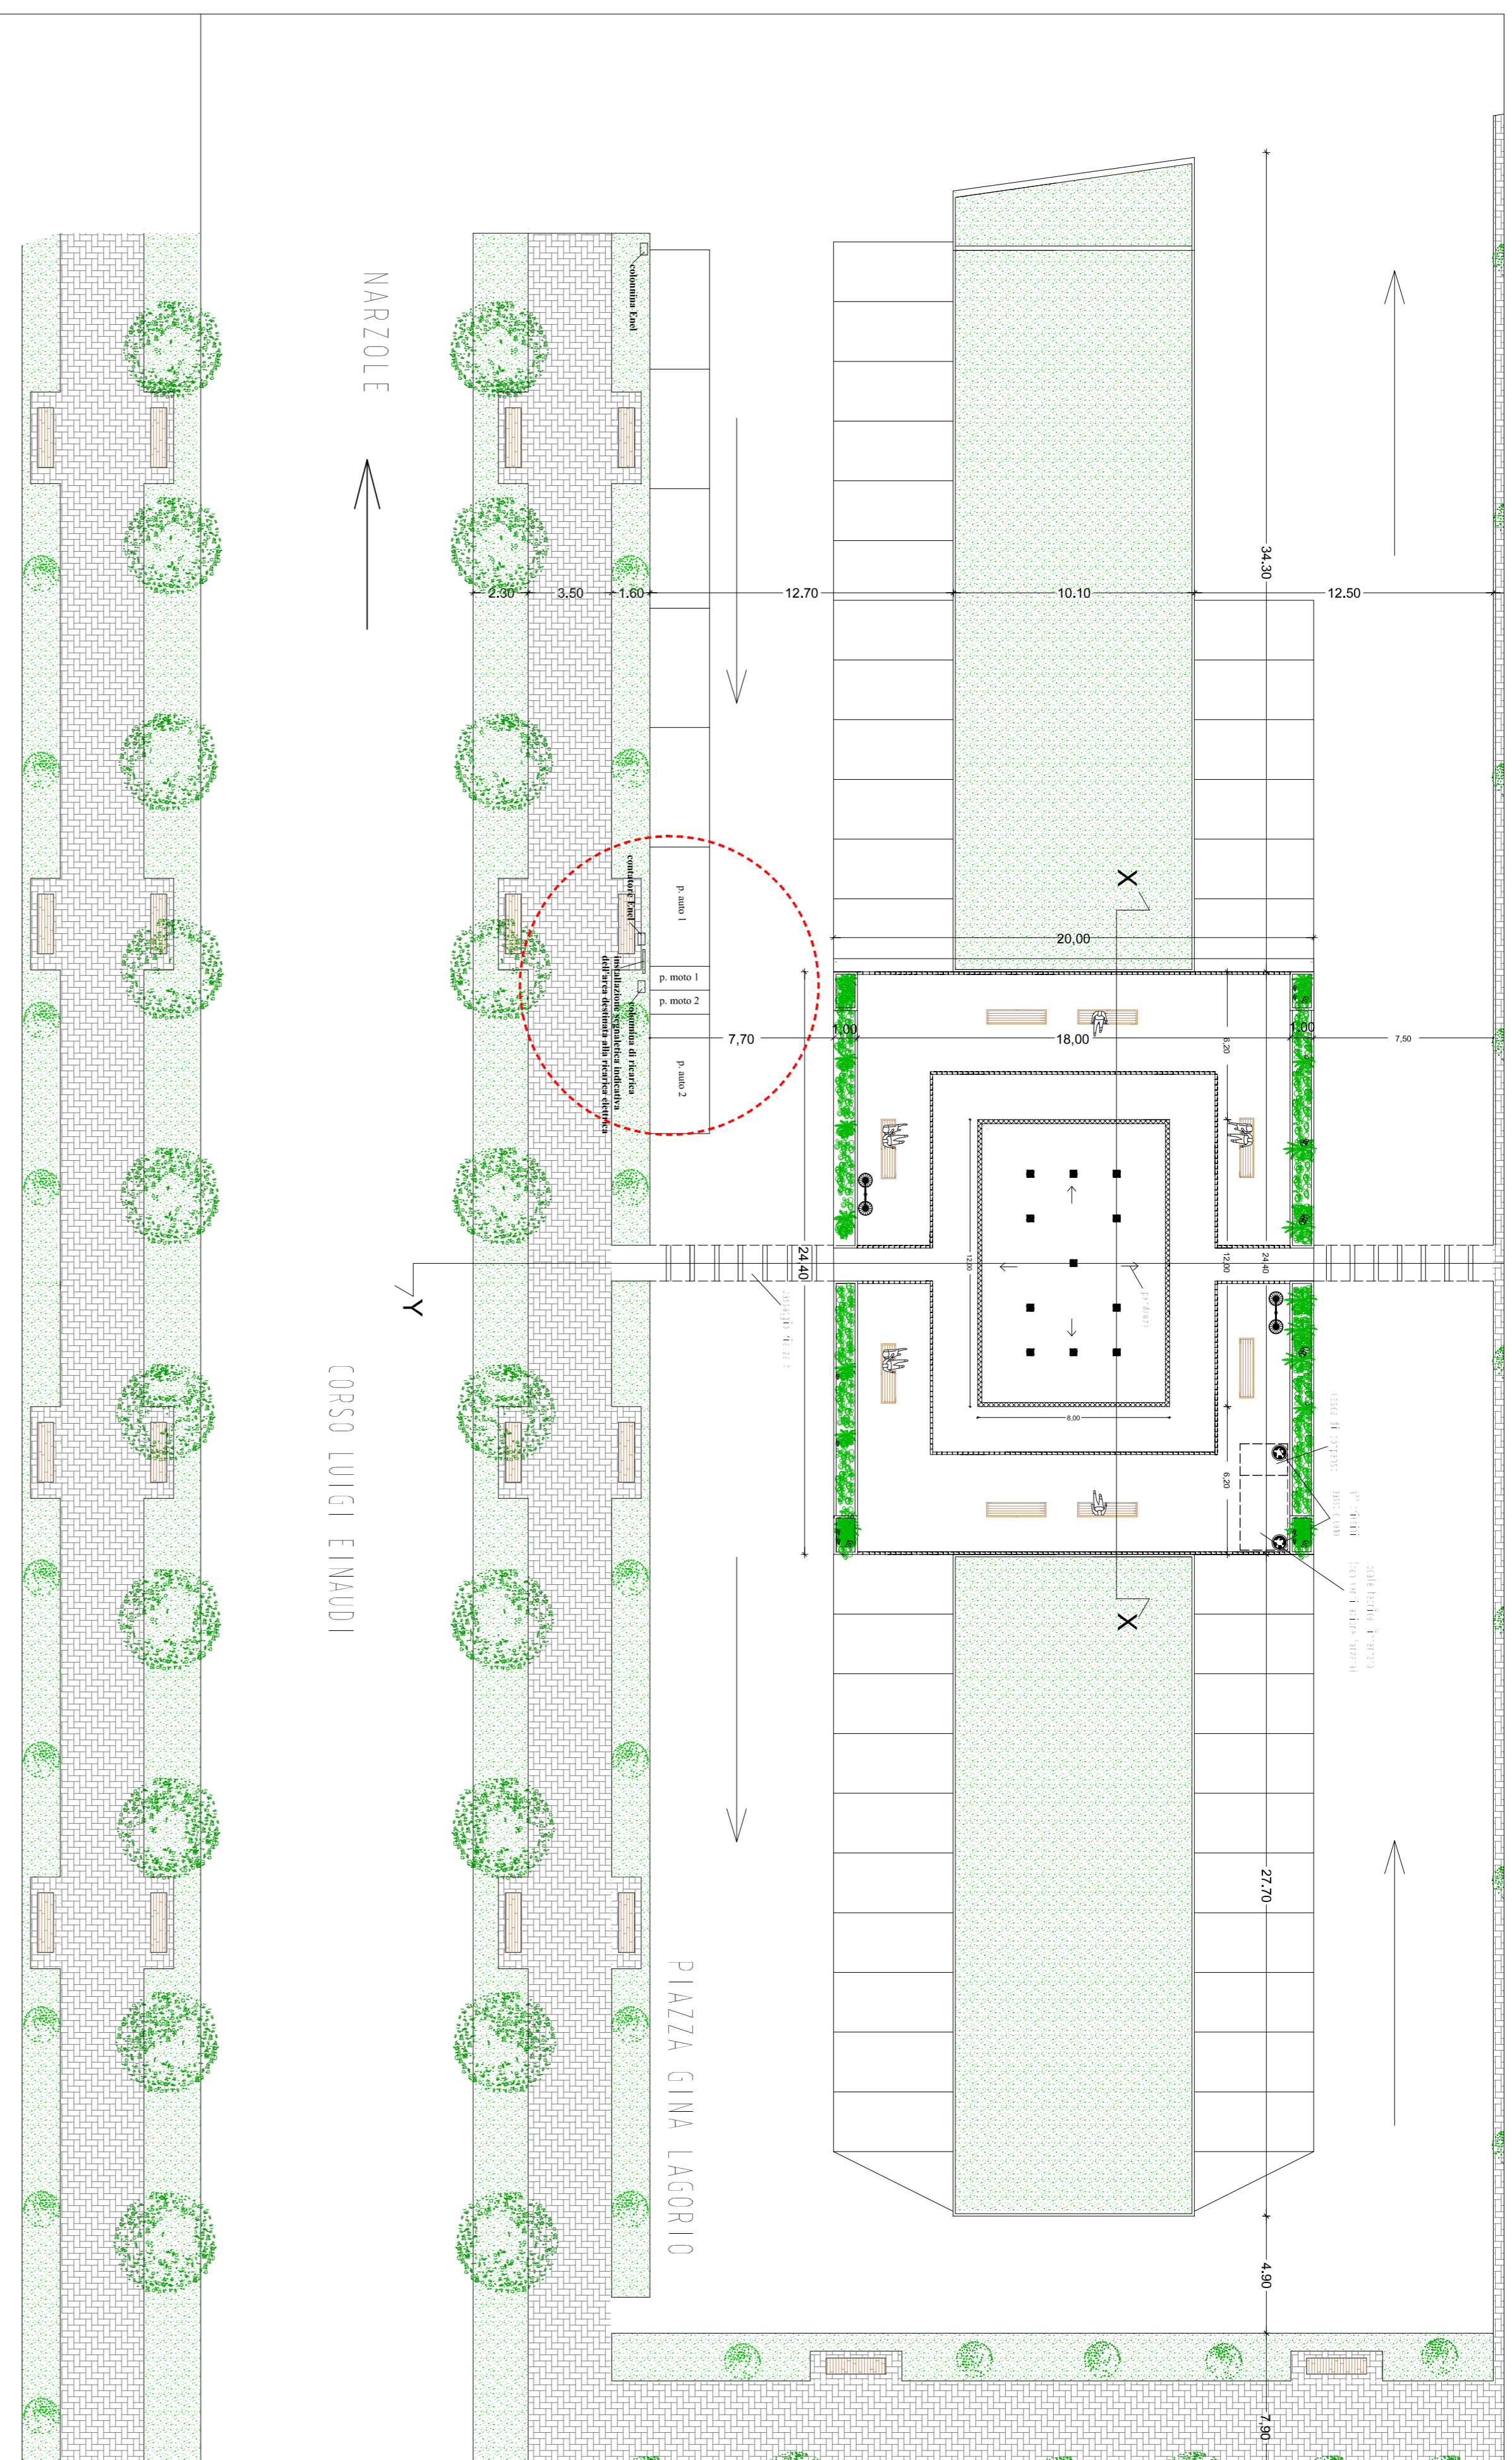 NARZOLE
CORSO LUIGI EINAUDI
PIAZZA GINA LAGORIO
colonnina Enel
contatore Enel
colonnina di ricarica
installazione segnaletica indicativa
dell'area destinata alla ricarica elettrica
p. auto 1
p. moto 1
p. moto 2
p. auto 2
2.30
3.50
1.60
12.70
10.10
12.50
34.30
20,00
7,70
1,00
18,00
1,00
7,50
6,20
24.40
12,00
12,00
24,40
8,00
6,20
27.70
4.90
7,90
X
X
Y